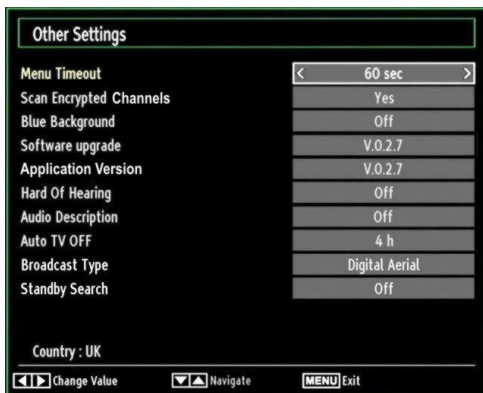 Other Settings
Menu Timeout < 60 sec >
Scan Encrypted Channels Yes
Blue Background Off
Software upgrade V.0.2.7
Application Version V.0.2.7
Hard Of Hearing Off
Audio Description Off
Auto TV OFF 4 h
Broadcast Type Digital Aerial
Standby Search Off
Country : UK
Change Value Navigate MENU Exit